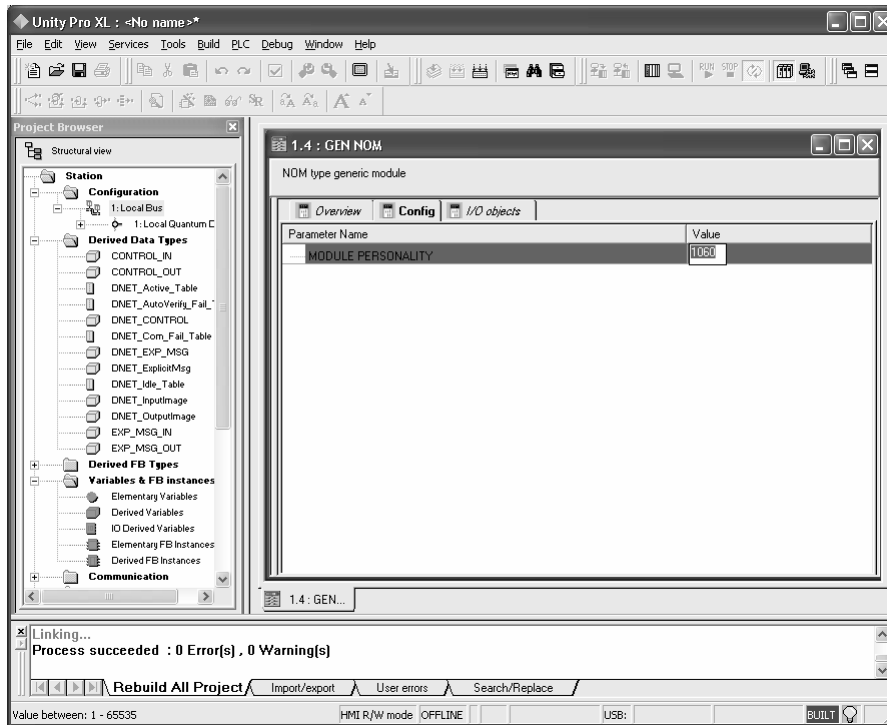 Unity Pro XL : <No name>*
File Edit View Services Tools Build PLC Debug Window Help
RUN STOP
Project Browser
Structural view
Station
Configuration
1: Local Bus
1: Local Quantum D
Derived Data Types
CONTROL_IN
CONTROL_OUT
DNET_Active_Table
DNET_AutoVerify_Fail_
DNET_CONTROL
DNET_Com_Fail_Table
DNET_EXP_MSG
DNET_ExplicitMsg
DNET_Idle_Table
DNET_InputImage
DNET_OutputImage
EXP_MSG_IN
EXP_MSG_OUT
Derived FB Types
Variables & FB instances
Elementary Variables
Derived Variables
IO Derived Variables
Elementary FB Instances
Derived FB Instances
Communication
1.4 : GEN NOM
NOM type generic module
Overview Config I/O objects
Parameter Name Value
MODULE PERSONALITY 1060
1.4 : GEN...
Linking...
Process succeeded : 0 Error(s) , 0 Warning(s)
Rebuild All Project Import/export User errors Search/Replace
Value between: 1 - 65535 HMI R/W mode OFFLINE USB: BUILT